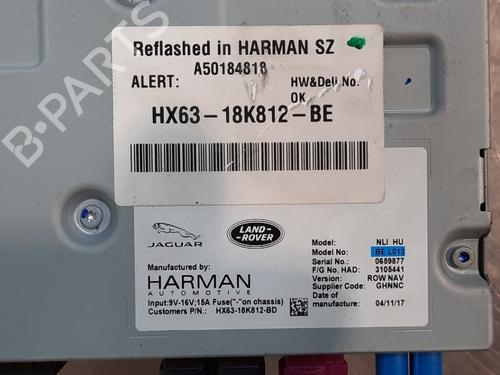 B-PARTS
Reflashed in HARMAN SZ
A50184818
ALERT:
HW&Deli.No.
OK
HX63-18K812-BE
JAGUAR
LAND-
ROVER
Manufactured by:
HARMAN
AUTOMOTIVE
Input:9V-16V;15A Fuse("-"on chassis)
Customers P/N.: HX63-18K812-BD
Model: NLI HU
Model No: BE L013
Serial No.: 0659877
F/G No. HAD: 3105441
Version: ROW NAV
Supplier Code: GHNNC
Date of
manufacture: 04/11/17